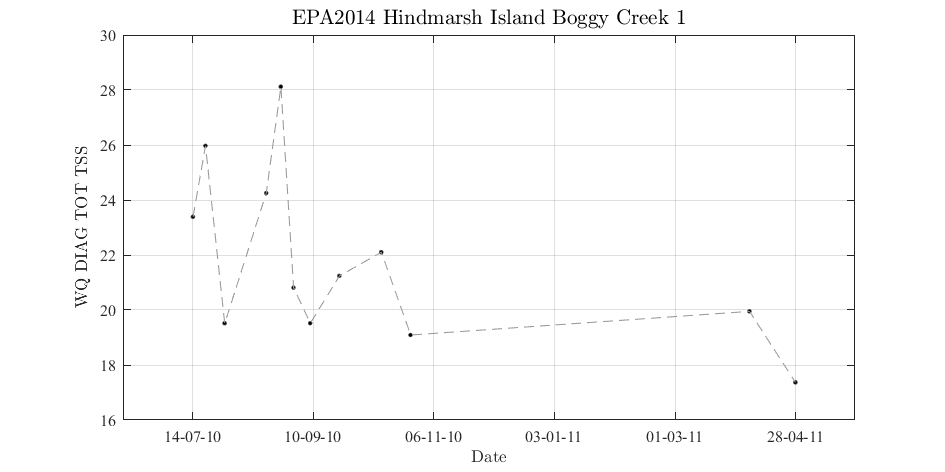 EPA2014 Hindmarsh Island Boggy Creek 1
30
28
26
24
22
20
18
16
WQ DIAG TOT TSS
14-07-10 10-09-10 06-11-10 03-01-11 01-03-11 28-04-11
Date